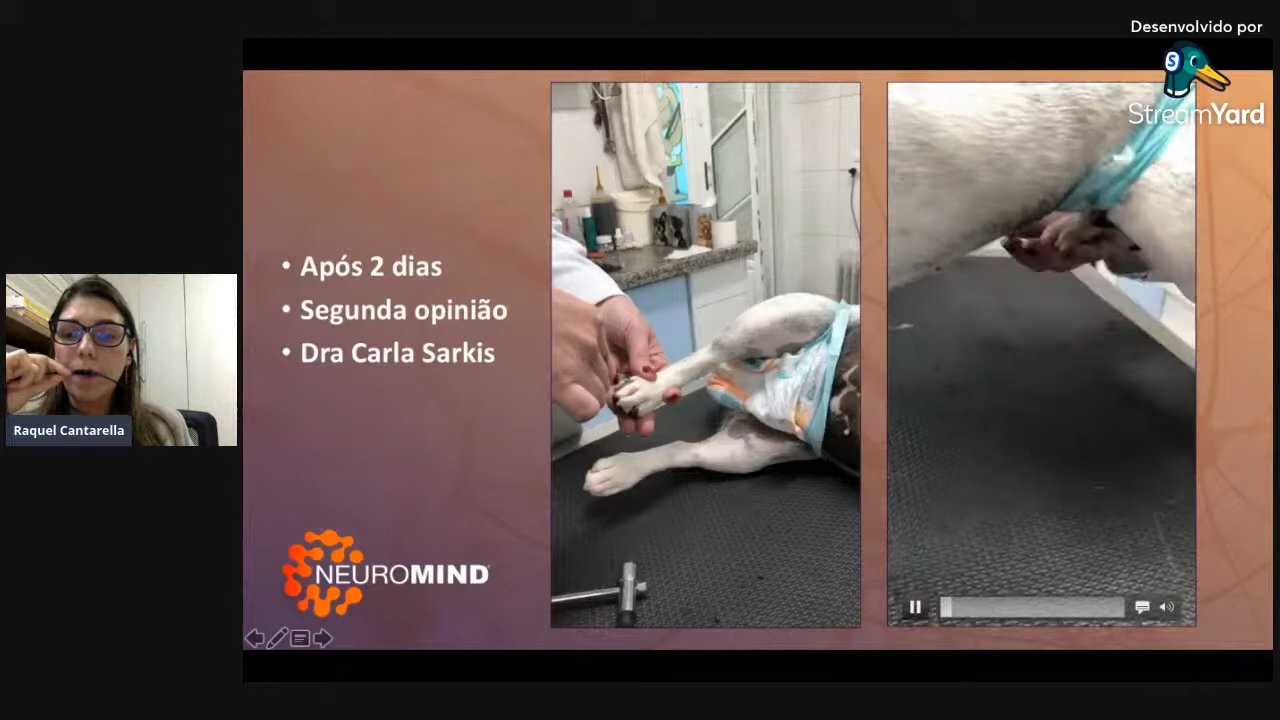 Desenvolvido por
S
StreamYard
• Após 2 dias
• Segunda opinião
• Dra Carla Sarkis
Raquel Cantarella
NEUROMIND